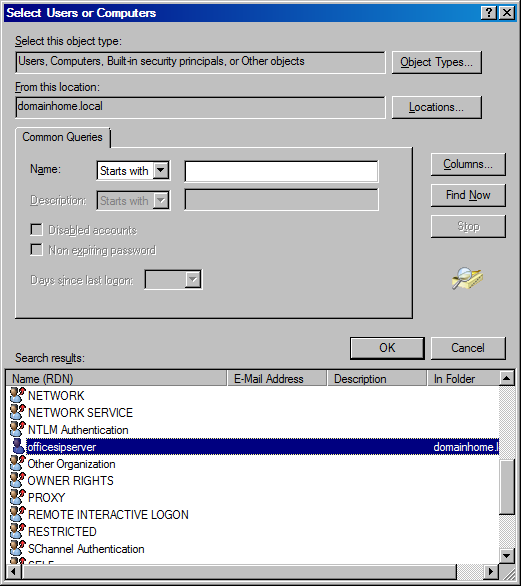 Select Users or Computers
Select this object type:
Users, Computers, Built-in security principals, or Other objects
Object Types...
From this location:
domainhome.local
Locations...
Common Queries
Name:
Starts with
Columns...
Description:
Starts with
Find Now
Disabled accounts
Stop
Non expiring password
Days since last logon:
OK
Cancel
Search results:
Name (RDN) E-Mail Address Description In Folder
NETWORK
NETWORK SERVICE
NTLM Authentication
officesipserver domainhome.l
Other Organization
OWNER RIGHTS
PROXY
REMOTE INTERACTIVE LOGON
RESTRICTED
SChannel Authentication
SELF